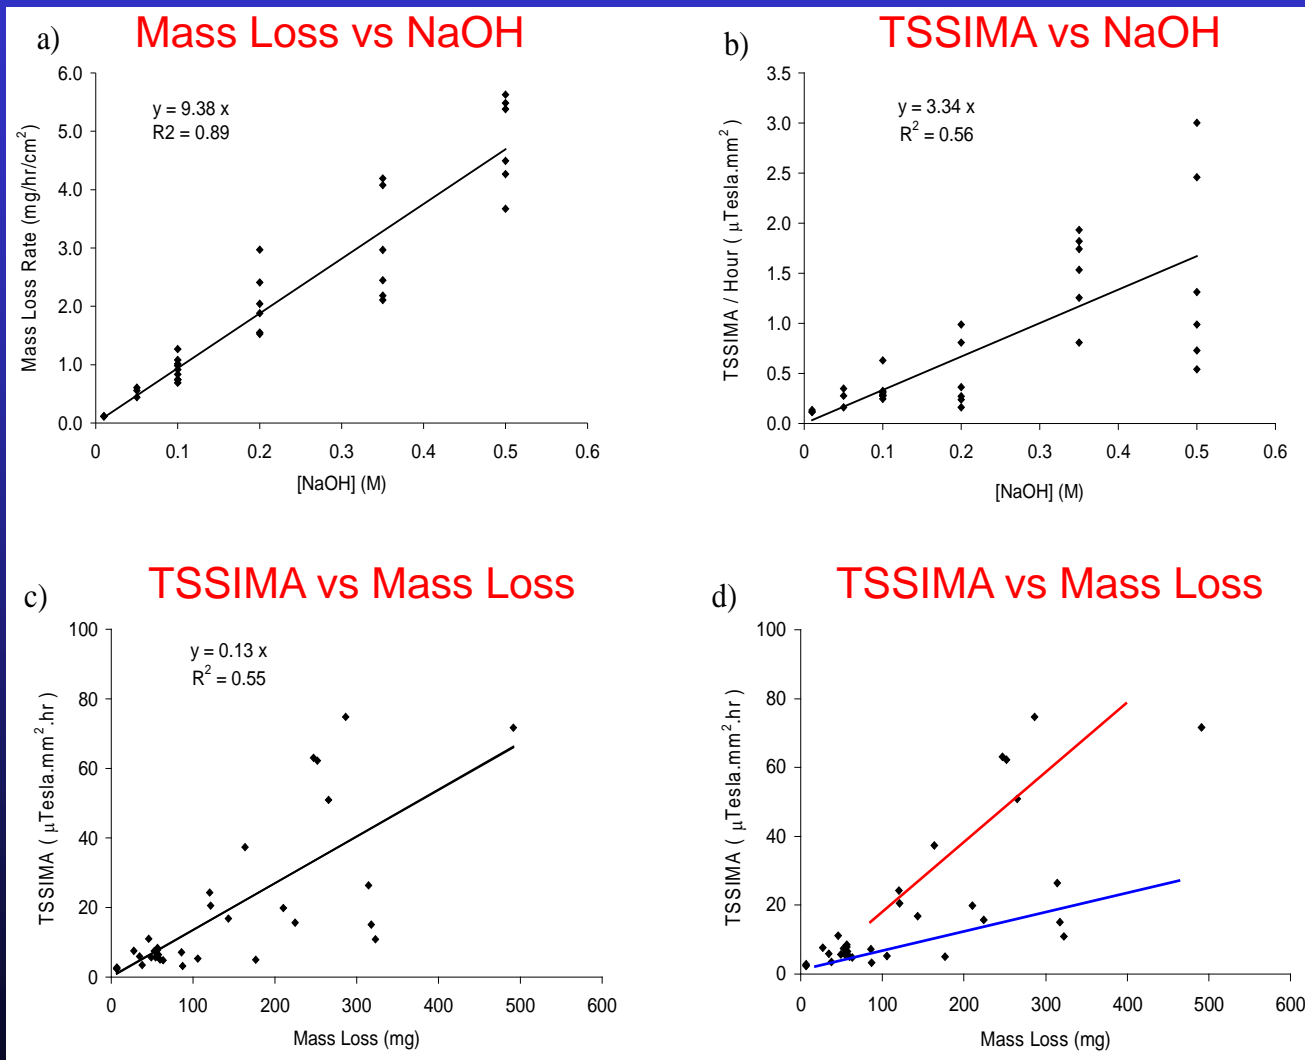 a) Mass Loss vs NaOH
Mass Loss Rate (mg/hr/cm²)
6.0
5.0
4.0
3.0
2.0
1.0
0.0
y = 9.38 x
R2 = 0.89
0 0.1 0.2 0.3 0.4 0.5 0.6
[NaOH] (M)
b) TSSIMA vs NaOH
TSSIMA / Hour ( μTesla.mm²)
3.5
3.0
2.5
2.0
1.5
1.0
0.5
0.0
y = 3.34 x
R² = 0.56
0 0.1 0.2 0.3 0.4 0.5 0.6
[NaOH] (M)
c) TSSIMA vs Mass Loss
TSSIMA ( μTesla.mm².hr )
100
80
60
40
20
0
y = 0.13 x
R² = 0.55
0 100 200 300 400 500 600
Mass Loss (mg)
d) TSSIMA vs Mass Loss
TSSIMA ( μTesla.mm².hr )
100
80
60
40
20
0
0 100 200 300 400 500 600
Mass Loss (mg)